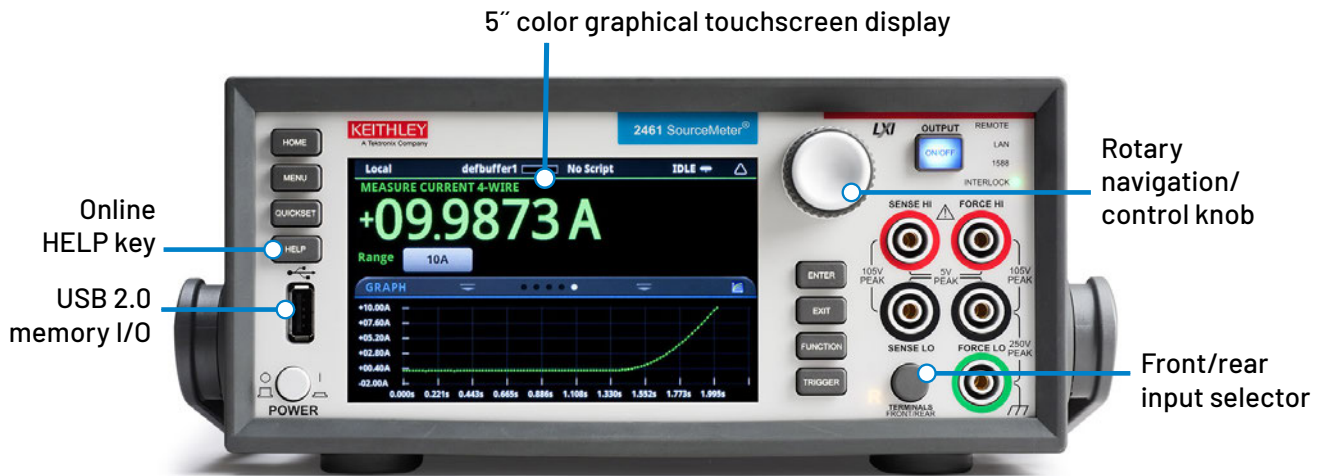 5˝ color graphical touchscreen display
Online
HELP key
USB 2.0
memory I/O
Rotary
navigation/
control knob
Front/rear
input selector
HOME
MENU
QUICKSET
HELP
POWER
KEITHLEY
A Tektronix Company
2461 SourceMeter®
Local defbuffer1 No Script IDLE
MEASURE CURRENT 4-WIRE
+09.9873 A
Range 10A
GRAPH
+10.00A
+07.60A
+05.20A
+02.80A
+00.40A
-02.00A
0.000s 0.221s 0.443s 0.665s 0.886s 1.108s 1.330s 1.552s 1.773s 1.995s
LXI
OUTPUT
ON/OFF
REMOTE
LAN
1588
INTERLOCK
ENTER
EXIT
FUNCTION
TRIGGER
SENSE HI
FORCE HI
105V
PEAK
5V
PEAK
105V
PEAK
SENSE LO
FORCE LO
250V
PEAK
R
TERMINALS
FRONT/REAR